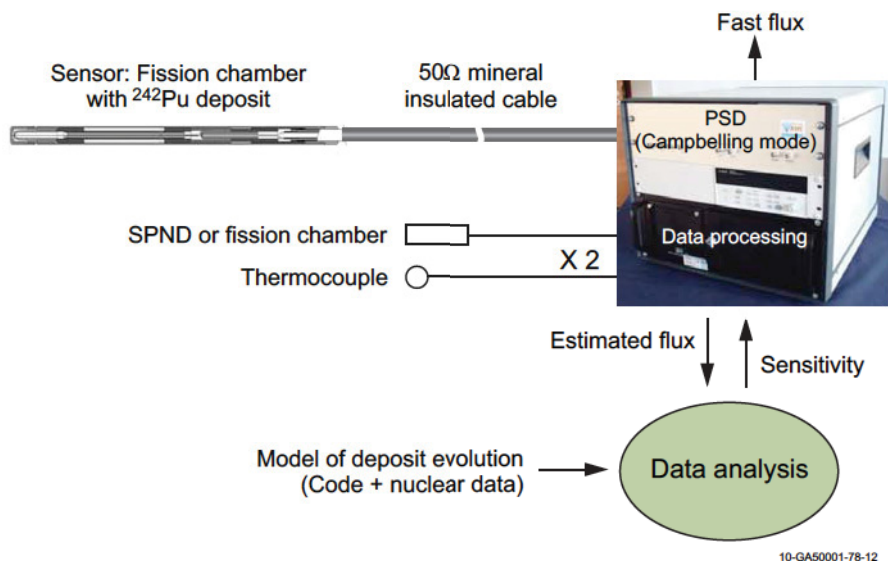 Fast flux
Sensor: Fission chamber
with ²⁴²Pu deposit
50Ω mineral
insulated cable
PSD
(Campbelling mode)
SPND or fission chamber
Data processing
X 2
Thermocouple
Estimated flux
Sensitivity
Model of deposit evolution
(Code + nuclear data)
Data analysis
10-GA50001-78-12